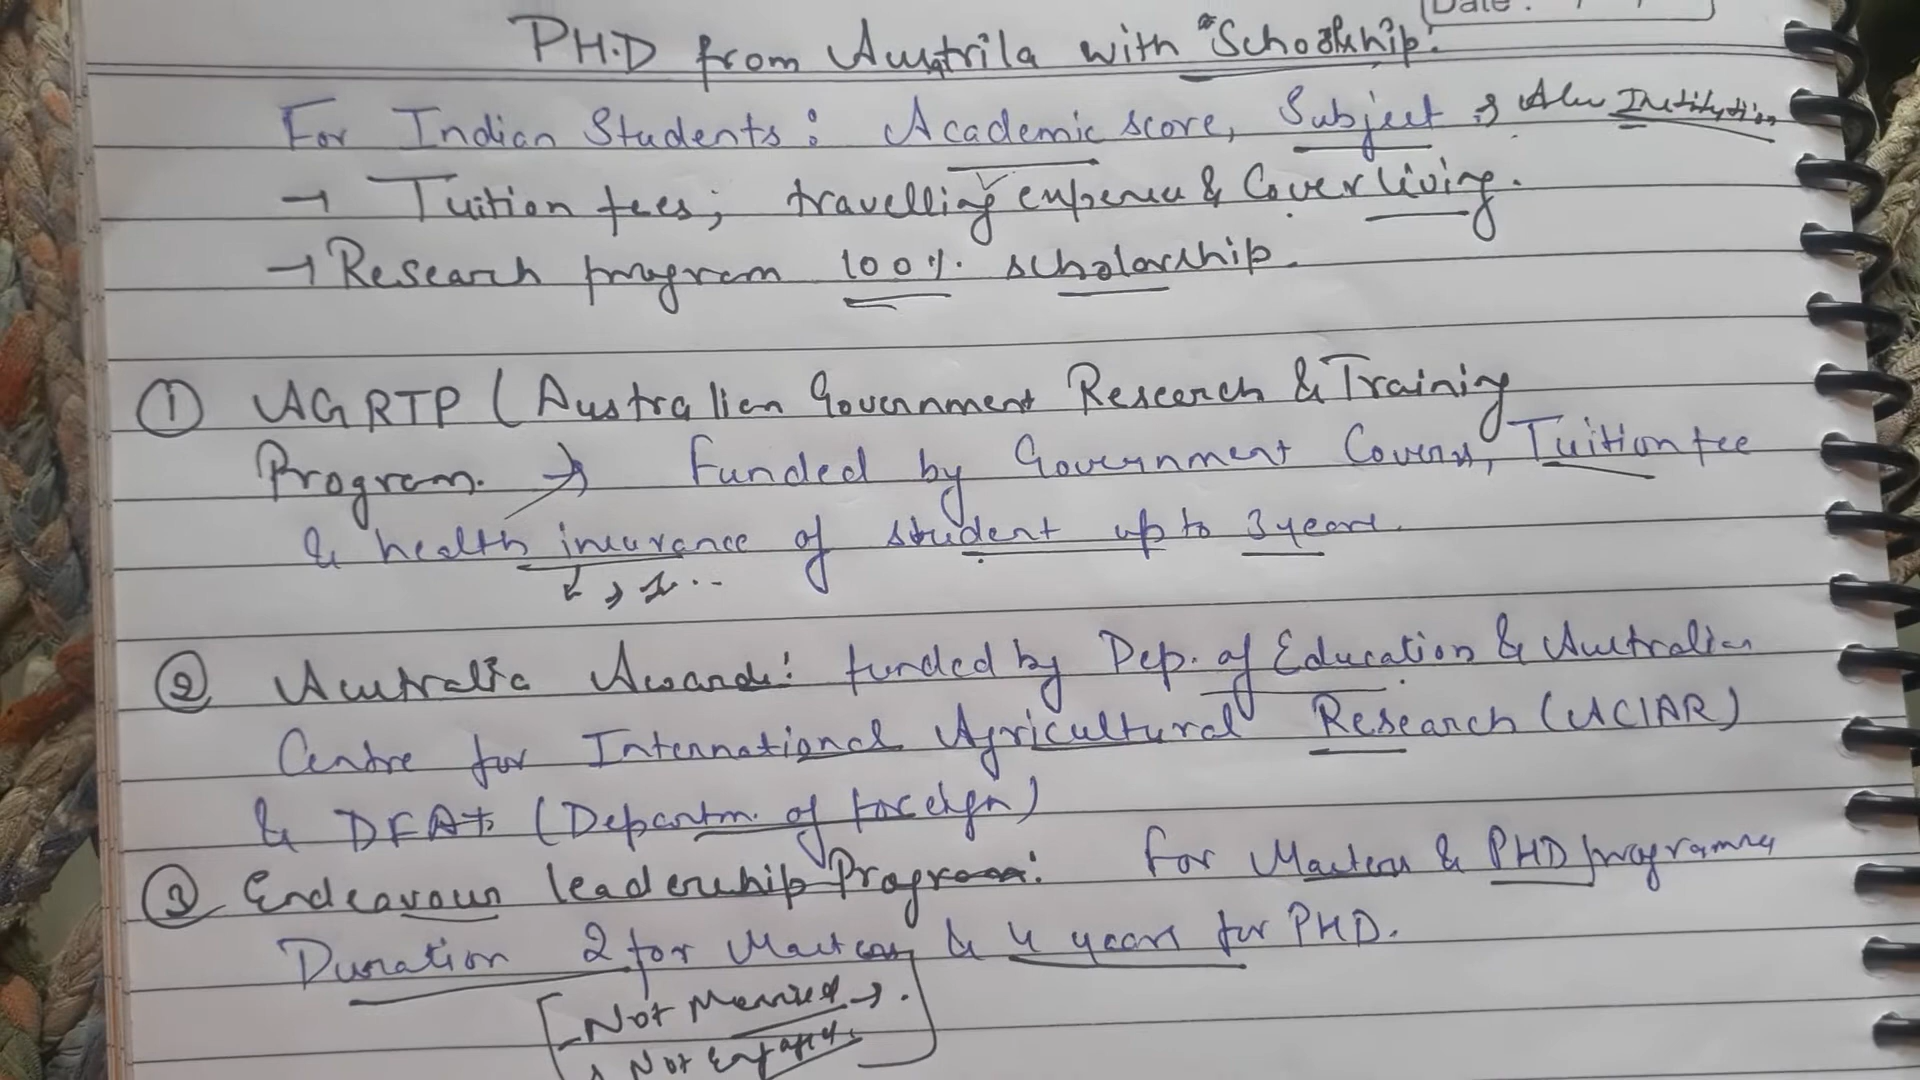 Date : / /
PH.D from Austrila with "Schoolship".
For Indian Students : Academic score, Subject & Institution
→ Tuition fees; travelling expense & Cover living.
→ Research program 100%. scholarship.
① AGRTP (Australian Government Research & Training
Program. → Funded by Government Covers, Tuition fee
& health insurance of student up to 3 years.
② Australia Awards: funded by Dep. of Education & Australian
Centre for International Agricultural Research (ACIAR)
& DFAT (Departm. of foreign)
③ Endeavour leadership Program: For Masters & PHD programmes
Duration 2 for Masters & 4 years for PHD.
Not Married →.
Not